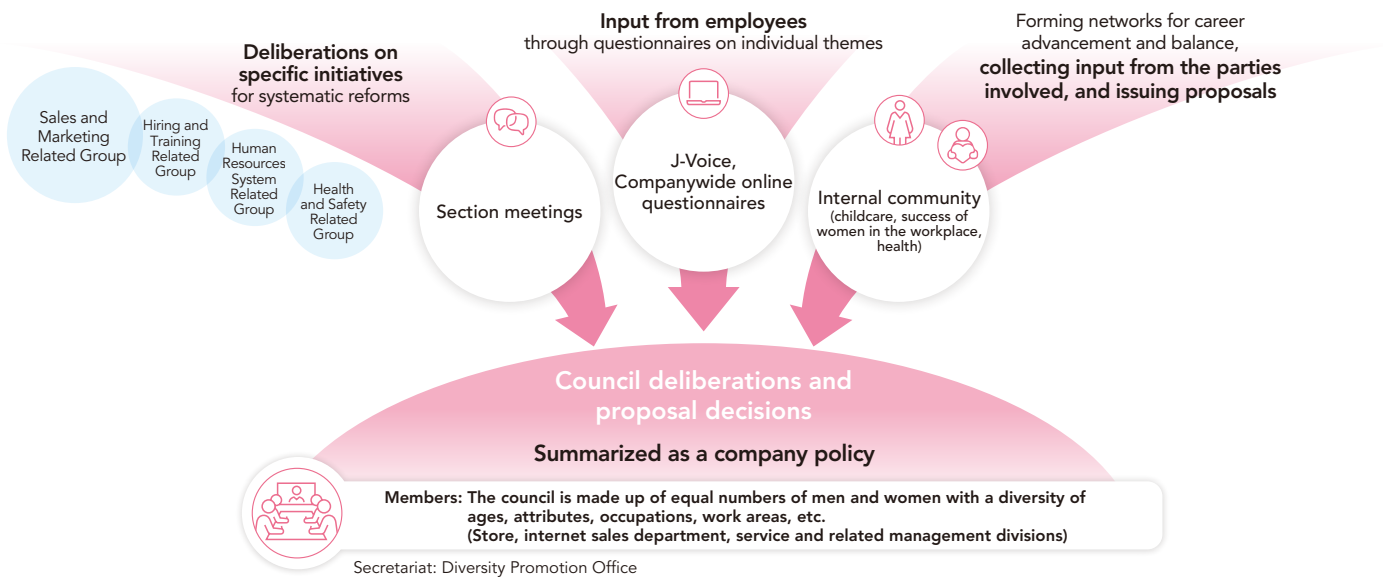 Deliberations on
specific initiatives
for systematic reforms
Sales and
Marketing
Related Group
Hiring and
Training
Related
Group
Human
Resources
System
Related
Group
Health
and Safety
Related
Group
Section meetings
Input from employees
through questionnaires on individual themes
J-Voice,
Companywide online
questionnaires
Forming networks for career
advancement and balance,
collecting input from the parties
involved, and issuing proposals
Internal community
(childcare, success of
women in the workplace,
health)
Council deliberations and
proposal decisions
Summarized as a company policy
Members: The council is made up of equal numbers of men and women with a diversity of
ages, attributes, occupations, work areas, etc.
(Store, internet sales department, service and related management divisions)
Secretariat: Diversity Promotion Office